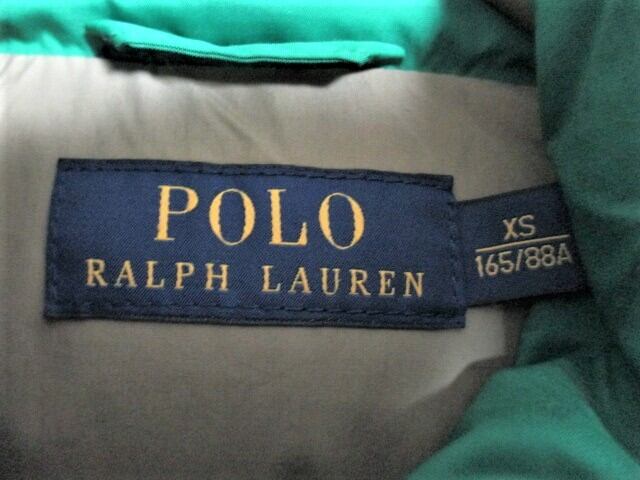 POLO
RALPH LAUREN
XS
165/88A